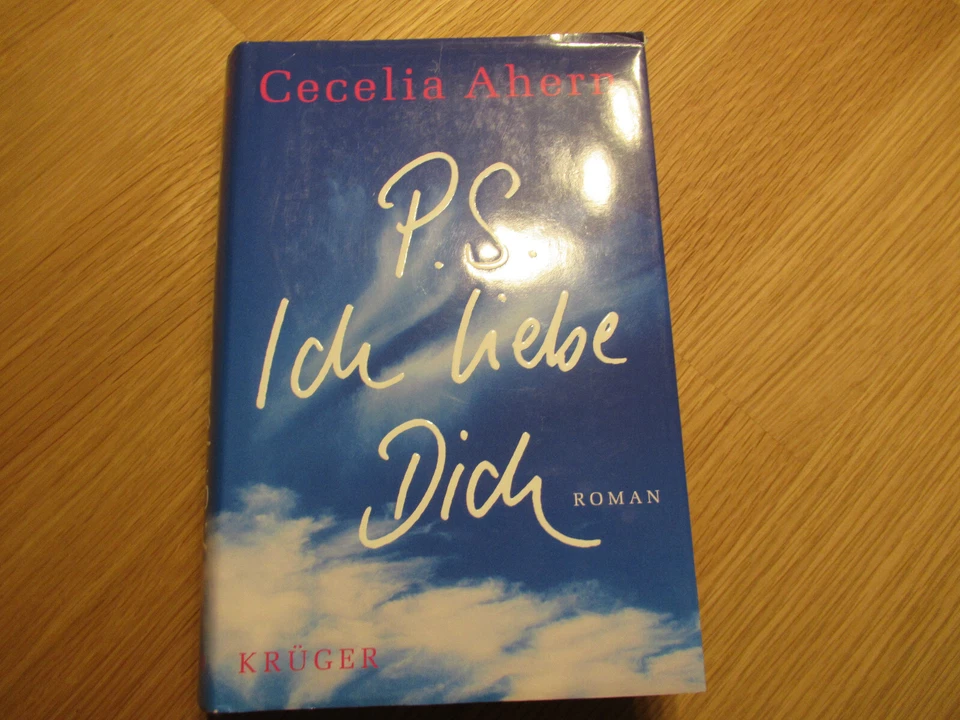 Cecelia Ahern
P.S.
Ich liebe
Dich
ROMAN
KRÜGER